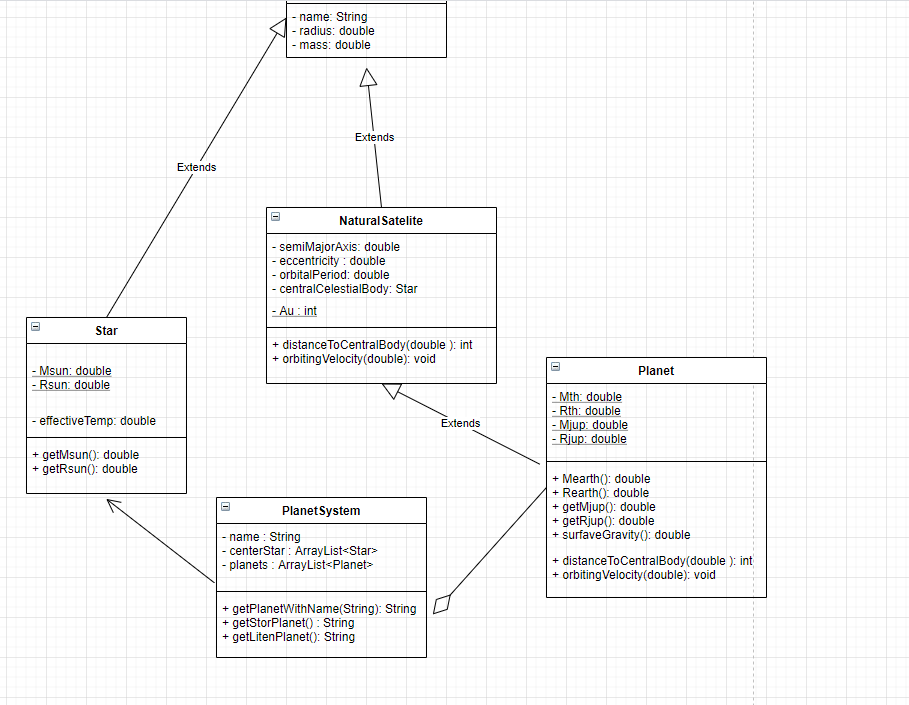 - name: String
- radius: double
- mass: double
Extends
Extends
NaturalSatelite
- semiMajorAxis: double
- eccentricity : double
- orbitalPeriod: double
- centralCelestialBody: Star
- Au : int
+ distanceToCentralBody(double ): int
+ orbitingVelocity(double): void
Star
- Msun: double
- Rsun: double
- effectiveTemp: double
+ getMsun(): double
+ getRsun(): double
Extends
Planet
- Mth: double
- Rth: double
- Mjup: double
- Rjup: double
+ Mearth(): double
+ Rearth(): double
+ getMjup(): double
+ getRjup(): double
+ surfaveGravity(): double
+ distanceToCentralBody(double ): int
+ orbitingVelocity(double): void
PlanetSystem
- name : String
- centerStar : ArrayList<Star>
- planets : ArrayList<Planet>
+ getPlanetWithName(String): String
+ getStorPlanet() : String
+ getLitenPlanet(): String